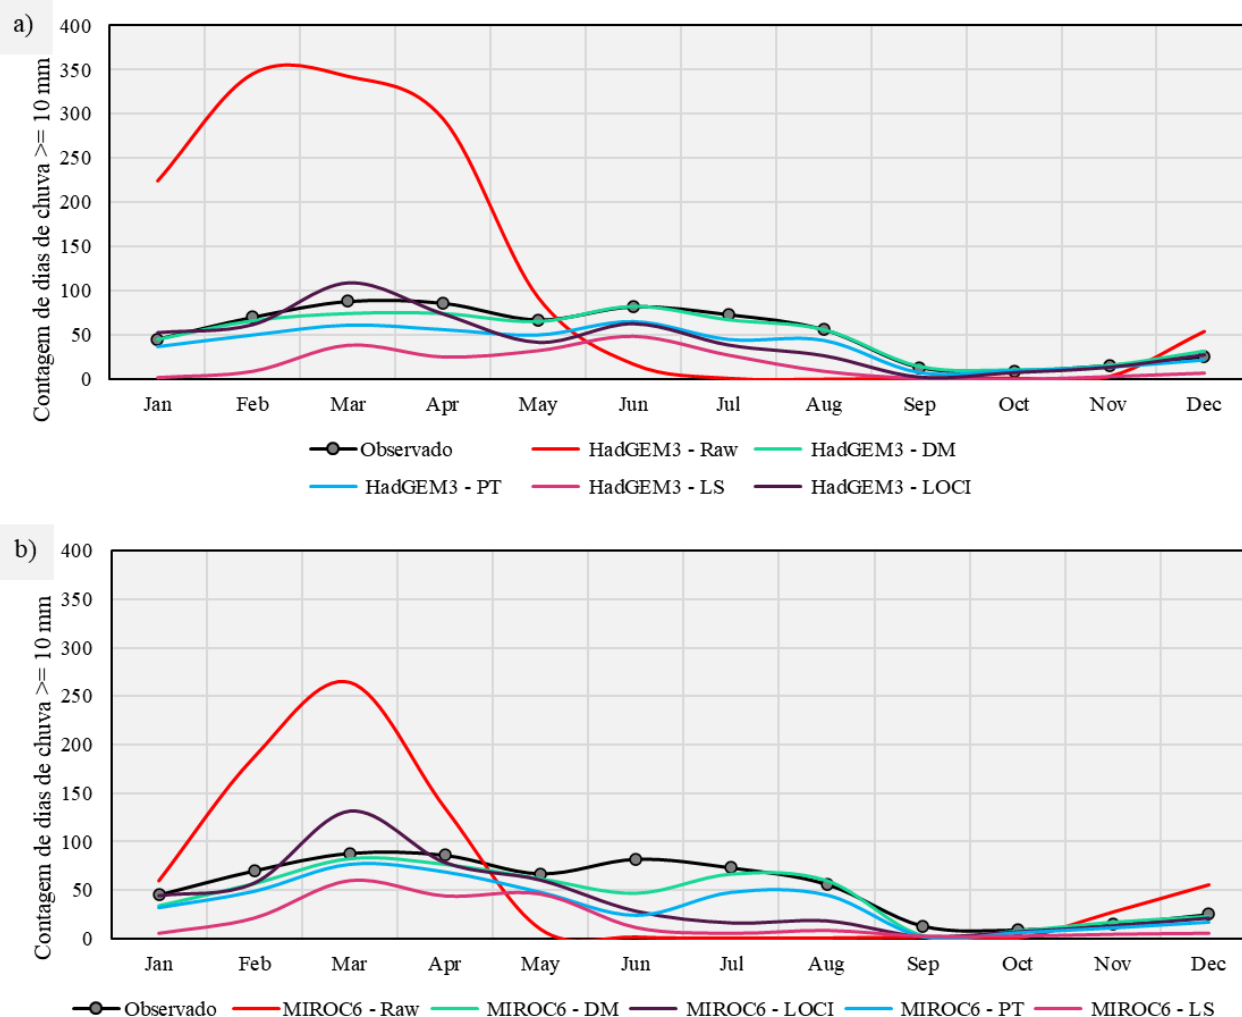 a)
Contagem de dias de chuva >= 10 mm
400
350
300
250
200
150
100
50
0
Jan Feb Mar Apr May Jun Jul Aug Sep Oct Nov Dec
Observado HadGEM3 - Raw HadGEM3 - DM
HadGEM3 - PT HadGEM3 - LS HadGEM3 - LOCI
b)
Contagem de dias de chuva >= 10 mm
400
350
300
250
200
150
100
50
0
Jan Feb Mar Apr May Jun Jul Aug Sep Oct Nov Dec
Observado MIROC6 - Raw MIROC6 - DM MIROC6 - LOCI MIROC6 - PT MIROC6 - LS